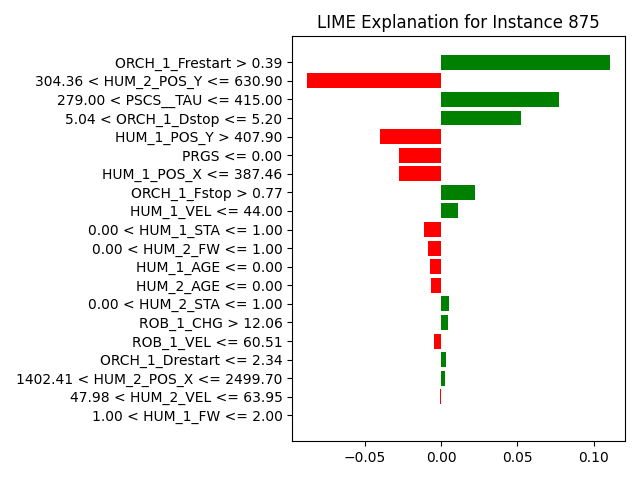 LIME Explanation for Instance 875
ORCH_1_Frestart > 0.39
304.36 < HUM_2_POS_Y <= 630.90
279.00 < PSCS__TAU <= 415.00
5.04 < ORCH_1_Dstop <= 5.20
HUM_1_POS_Y > 407.90
PRGS <= 0.00
HUM_1_POS_X <= 387.46
ORCH_1_Fstop > 0.77
HUM_1_VEL <= 44.00
0.00 < HUM_1_STA <= 1.00
0.00 < HUM_2_FW <= 1.00
HUM_1_AGE <= 0.00
HUM_2_AGE <= 0.00
0.00 < HUM_2_STA <= 1.00
ROB_1_CHG > 12.06
ROB_1_VEL <= 60.51
ORCH_1_Drestart <= 2.34
1402.41 < HUM_2_POS_X <= 2499.70
47.98 < HUM_2_VEL <= 63.95
1.00 < HUM_1_FW <= 2.00
−0.05 0.00 0.05 0.10